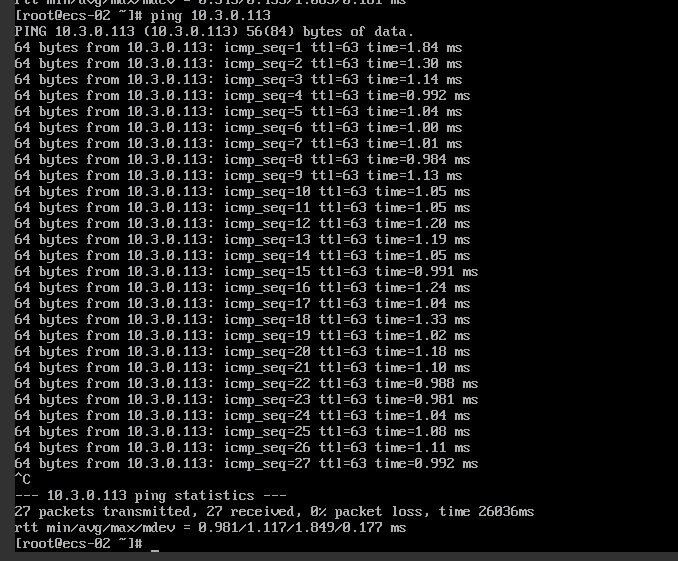 [root@ecs-02 ~]# ping 10.3.0.113
PING 10.3.0.113 (10.3.0.113) 56(84) bytes of data.
64 bytes from 10.3.0.113: icmp_seq=1 ttl=63 time=1.84 ms
64 bytes from 10.3.0.113: icmp_seq=2 ttl=63 time=1.30 ms
64 bytes from 10.3.0.113: icmp_seq=3 ttl=63 time=1.14 ms
64 bytes from 10.3.0.113: icmp_seq=4 ttl=63 time=0.992 ms
64 bytes from 10.3.0.113: icmp_seq=5 ttl=63 time=1.04 ms
64 bytes from 10.3.0.113: icmp_seq=6 ttl=63 time=1.00 ms
64 bytes from 10.3.0.113: icmp_seq=7 ttl=63 time=1.01 ms
64 bytes from 10.3.0.113: icmp_seq=8 ttl=63 time=0.984 ms
64 bytes from 10.3.0.113: icmp_seq=9 ttl=63 time=1.13 ms
64 bytes from 10.3.0.113: icmp_seq=10 ttl=63 time=1.05 ms
64 bytes from 10.3.0.113: icmp_seq=11 ttl=63 time=1.05 ms
64 bytes from 10.3.0.113: icmp_seq=12 ttl=63 time=1.20 ms
64 bytes from 10.3.0.113: icmp_seq=13 ttl=63 time=1.19 ms
64 bytes from 10.3.0.113: icmp_seq=14 ttl=63 time=1.05 ms
64 bytes from 10.3.0.113: icmp_seq=15 ttl=63 time=0.991 ms
64 bytes from 10.3.0.113: icmp_seq=16 ttl=63 time=1.24 ms
64 bytes from 10.3.0.113: icmp_seq=17 ttl=63 time=1.04 ms
64 bytes from 10.3.0.113: icmp_seq=18 ttl=63 time=1.33 ms
64 bytes from 10.3.0.113: icmp_seq=19 ttl=63 time=1.02 ms
64 bytes from 10.3.0.113: icmp_seq=20 ttl=63 time=1.18 ms
64 bytes from 10.3.0.113: icmp_seq=21 ttl=63 time=1.10 ms
64 bytes from 10.3.0.113: icmp_seq=22 ttl=63 time=0.988 ms
64 bytes from 10.3.0.113: icmp_seq=23 ttl=63 time=0.981 ms
64 bytes from 10.3.0.113: icmp_seq=24 ttl=63 time=1.04 ms
64 bytes from 10.3.0.113: icmp_seq=25 ttl=63 time=1.08 ms
64 bytes from 10.3.0.113: icmp_seq=26 ttl=63 time=1.11 ms
64 bytes from 10.3.0.113: icmp_seq=27 ttl=63 time=0.992 ms
^C
--- 10.3.0.113 ping statistics ---
27 packets transmitted, 27 received, 0% packet loss, time 26036ms
rtt min/avg/max/mdev = 0.981/1.117/1.849/0.177 ms
[root@ecs-02 ~]# _